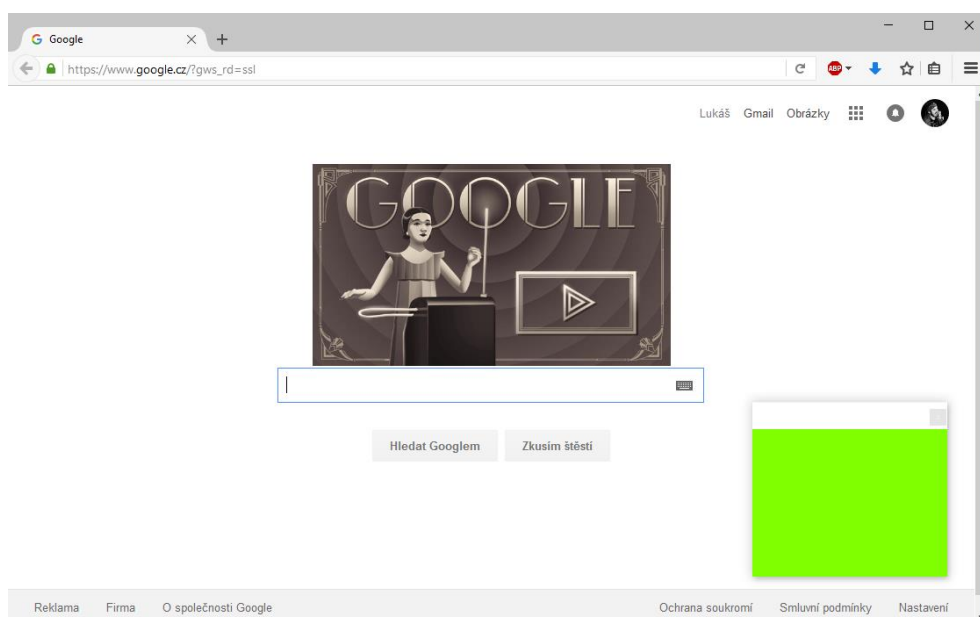 Google
https://www.google.cz/?gws_rd=ssl
ABP
Lukáš Gmail Obrázky
GOOGLE
Hledat Googlem Zkusím štěstí
Reklama Firma O společnosti Google Ochrana soukromí Smluvní podmínky Nastavení